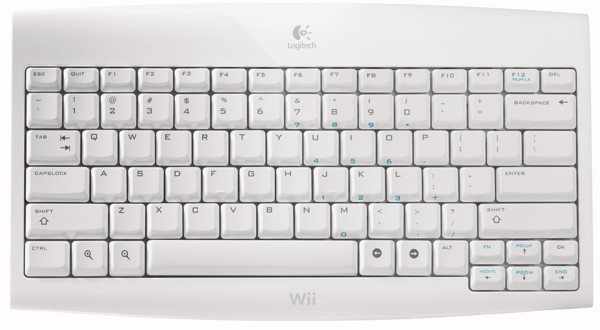 Logitech
ESC QUIT F1 F2 F3 F4 F5 F6 F7 F8 F9 F10 F11 F12 DEL
NUMLK
~ ! @ # $ % ^ & * ( ) _ + BACKSPACE
1 2 3 4 5 6 7 8 9 0 - =
7 8 9 *
TAB Q W E R T Y U I O P { } |
[ ] \
4 5 6
CAPSLOCK A S D F G H J K L : " ENTER
; '
1 2 3 +
SHIFT Z X C V B N M < > ? SHIFT
, . /
0
CTRL ALT FN PGUP OK
HOME PGDN END
Wii